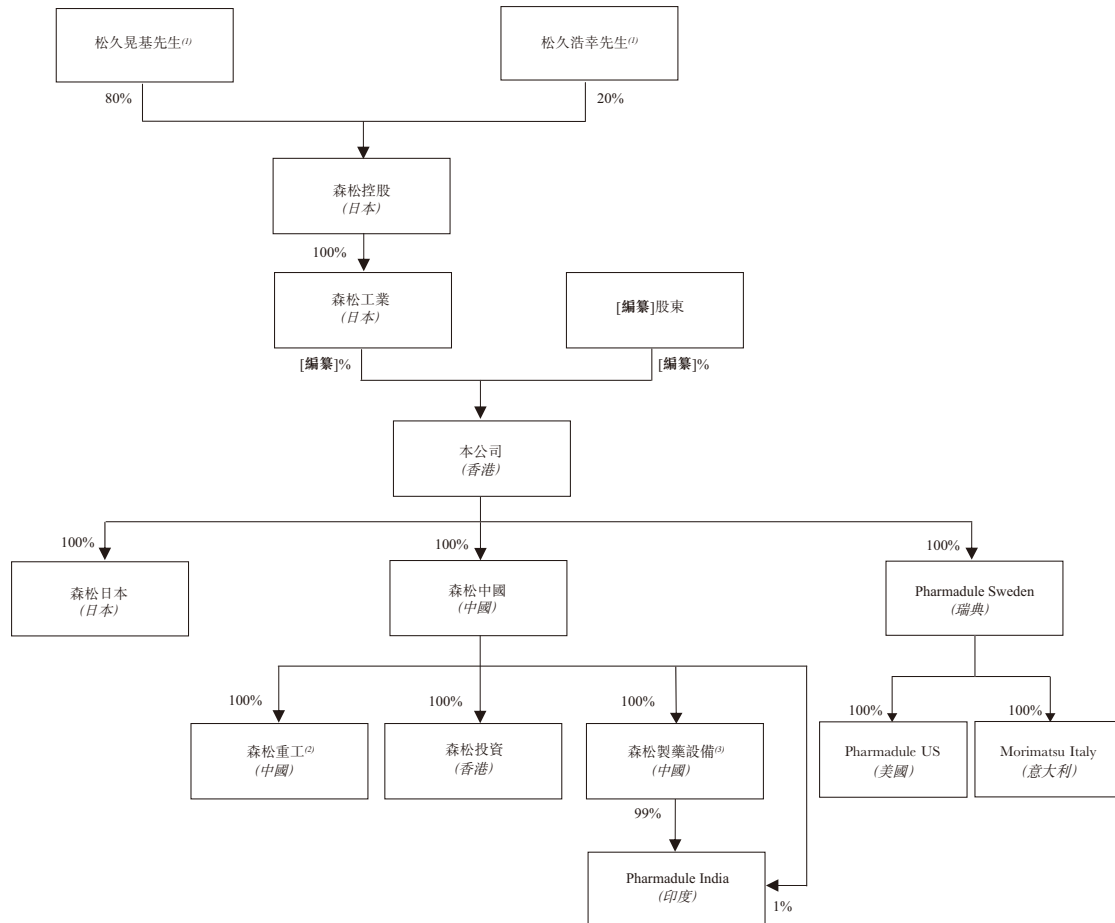 松久晃基先生(1)
松久浩幸先生(1)
80%
20%
森松控股
(日本)
100%
森松工業
(日本)
[編纂]股東
[編纂]%
[編纂]%
本公司
(香港)
100%
100%
100%
森松日本
(日本)
森松中國
(中國)
Pharmadule Sweden
(瑞典)
100%
100%
100%
100%
100%
森松重工(2)
(中國)
森松投資
(香港)
森松製藥設備(3)
(中國)
Pharmadule US
(美國)
Morimatsu Italy
(意大利)
99%
Pharmadule India
(印度)
1%